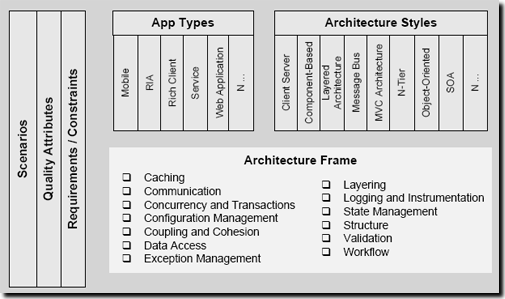 Scenarios
Quality Attributes
Requirements / Constraints
App Types
Mobile
RIA
Rich Client
Service
Web Application
N ...
Architecture Styles
Client Server
Component-Based
Layered
Architecture
Message Bus
MVC Architecture
N-Tier
Object-Oriented
SOA
N ...
Architecture Frame
❑ Caching
❑ Communication
❑ Concurrency and Transactions
❑ Configuration Management
❑ Coupling and Cohesion
❑ Data Access
❑ Exception Management
❑ Layering
❑ Logging and Instrumentation
❑ State Management
❑ Structure
❑ Validation
❑ Workflow